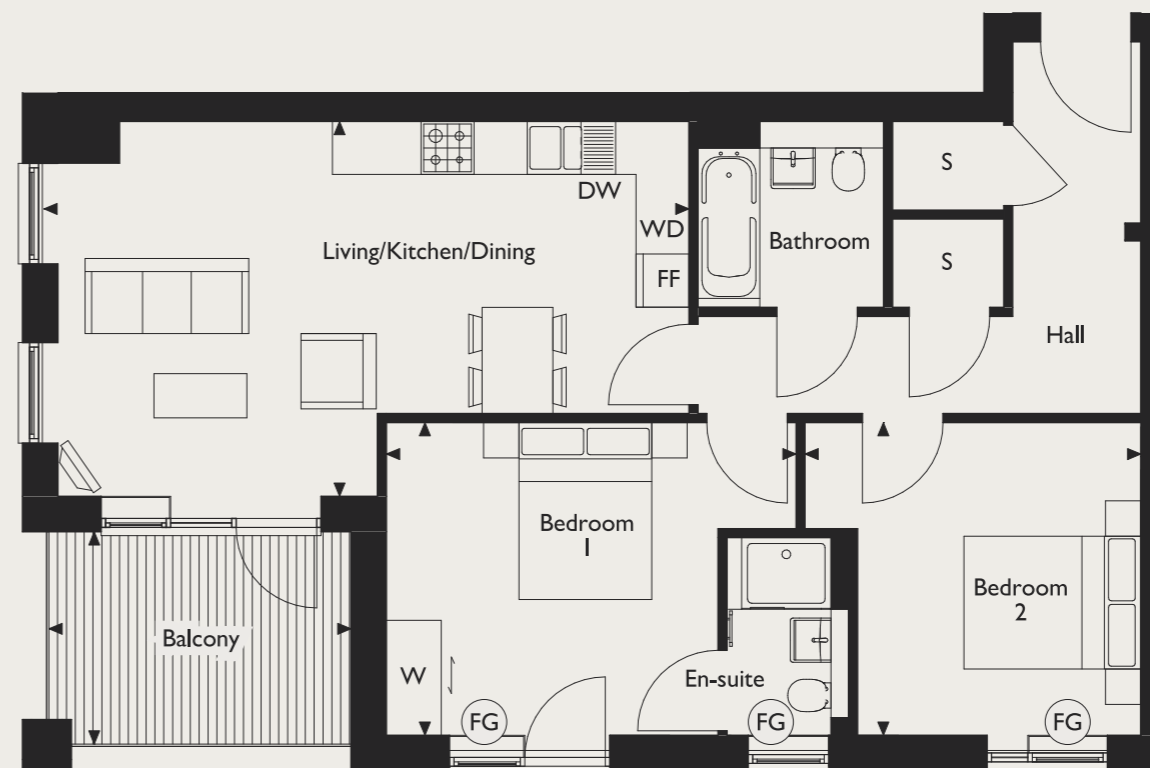 S
DW
WD
Living/Kitchen/Dining
Bathroom
FF
S
Hall
Bedroom
1
Bedroom
2
Balcony
W
En-suite
FG
FG
FG